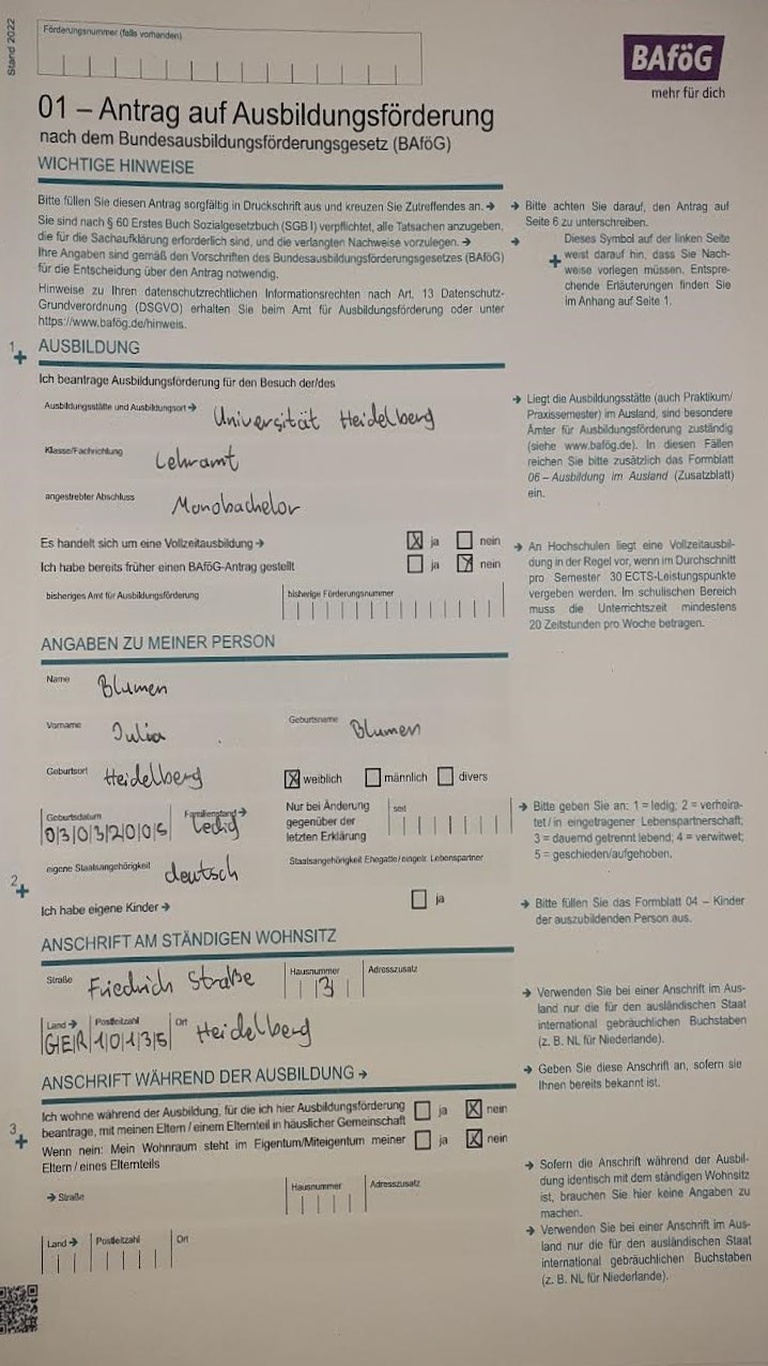 Stand 2022
Förderungsnummer (falls vorhanden)
BAföG
mehr für dich
01 – Antrag auf Ausbildungsförderung
nach dem Bundesausbildungsförderungsgesetz (BAföG)
WICHTIGE HINWEISE
Bitte füllen Sie diesen Antrag sorgfältig in Druckschrift aus und kreuzen Sie Zutreffendes an. →
Sie sind nach § 60 Erstes Buch Sozialgesetzbuch (SGB I) verpflichtet, alle Tatsachen anzugeben,
die für die Sachaufklärung erforderlich sind, und die verlangten Nachweise vorzulegen. →
Ihre Angaben sind gemäß den Vorschriften des Bundesausbildungsförderungsgesetzes (BAföG)
für die Entscheidung über den Antrag notwendig.
Hinweise zu Ihren datenschutzrechtlichen Informationsrechten nach Art. 13 Datenschutz-
Grundverordnung (DSGVO) erhalten Sie beim Amt für Ausbildungsförderung oder unter
https://www.bafög.de/hinweis.
→ Bitte achten Sie darauf, den Antrag auf
Seite 6 zu unterschreiben.
→ Dieses Symbol auf der linken Seite
+ weist darauf hin, dass Sie Nach-
weise vorlegen müssen. Entspre-
chende Erläuterungen finden Sie
im Anhang auf Seite 1.
1 + AUSBILDUNG
Ich beantrage Ausbildungsförderung für den Besuch der/des
Ausbildungsstätte und Ausbildungsort → Universität Heidelberg
Klasse/Fachrichtung Lehramt
angestrebter Abschluss Monobachelor
→ Liegt die Ausbildungsstätte (auch Praktikum/
Praxissemester) im Ausland, sind besondere
Ämter für Ausbildungsförderung zuständig
(siehe www.bafög.de). In diesen Fällen
reichen Sie bitte zusätzlich das Formblatt
06 – Ausbildung im Ausland (Zusatzblatt)
ein.
Es handelt sich um eine Vollzeitausbildung → ☒ ja ☐ nein
Ich habe bereits früher einen BAföG-Antrag gestellt ☐ ja ☒ nein
bisheriges Amt für Ausbildungsförderung bisherige Förderungsnummer
→ An Hochschulen liegt eine Vollzeitausbil-
dung in der Regel vor, wenn im Durchschnitt
pro Semester 30 ECTS-Leistungspunkte
vergeben werden. Im schulischen Bereich
muss die Unterrichtszeit mindestens
20 Zeitstunden pro Woche betragen.
ANGABEN ZU MEINER PERSON
Name Blumen
Vorname Julia Geburtsname Blumen
Geburtsort Heidelberg ☒ weiblich ☐ männlich ☐ divers
Geburtsdatum 03032005 Familienstand → ledig
Nur bei Änderung
gegenüber der
letzten Erklärung
seit
→ Bitte geben Sie an: 1 = ledig; 2 = verheira-
tet / in eingetragener Lebenspartnerschaft;
3 = dauernd getrennt lebend; 4 = verwitwet;
5 = geschieden/aufgehoben.
2 + eigene Staatsangehörigkeit deutsch Staatsangehörigkeit Ehegatte/eingetr. Lebenspartner
Ich habe eigene Kinder → ☐ ja
→ Bitte füllen Sie das Formblatt 04 – Kinder
der auszubildenden Person aus.
ANSCHRIFT AM STÄNDIGEN WOHNSITZ
Straße Friedrich Straße Hausnummer 3 Adresszusatz
Land → GER Postleitzahl 10135 Ort Heidelberg
→ Verwenden Sie bei einer Anschrift im Aus-
land nur die für den ausländischen Staat
international gebräuchlichen Buchstaben
(z. B. NL für Niederlande).
ANSCHRIFT WÄHREND DER AUSBILDUNG →
→ Geben Sie diese Anschrift an, sofern sie
Ihnen bereits bekannt ist.
3 + Ich wohne während der Ausbildung, für die ich hier Ausbildungsförderung
beantrage, mit meinen Eltern / einem Elternteil in häuslicher Gemeinschaft ☐ ja ☒ nein
Wenn nein: Mein Wohnraum steht im Eigentum/Miteigentum meiner ☐ ja ☒ nein
Eltern / eines Elternteils
→ Straße Hausnummer Adresszusatz
Land → Postleitzahl Ort
→ Sofern die Anschrift während der Ausbil-
dung identisch mit dem ständigen Wohnsitz
ist, brauchen Sie hier keine Angaben zu
machen.
→ Verwenden Sie bei einer Anschrift im Aus-
land nur die für den ausländischen Staat
international gebräuchlichen Buchstaben
(z. B. NL für Niederlande).